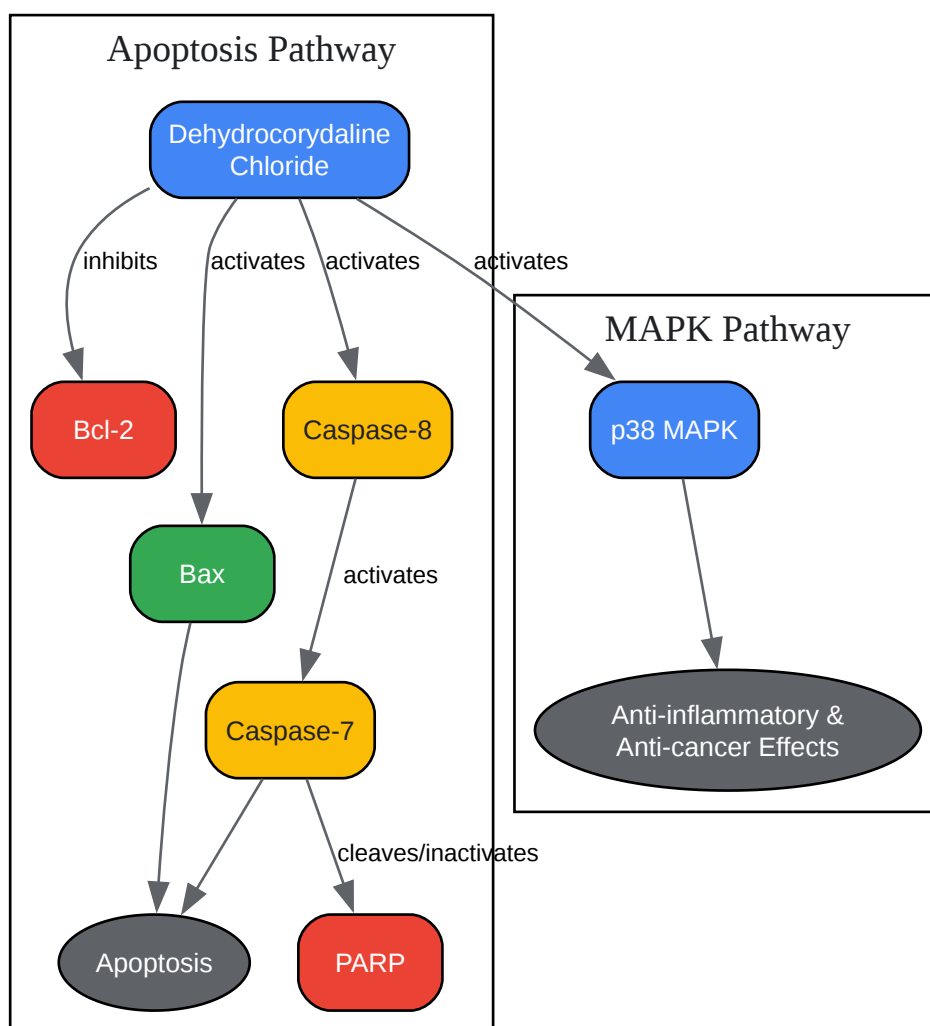 Apoptosis Pathway
Dehydrocorydaline
Chloride
inhibits
activates
activates
activates
MAPK Pathway
Bcl-2
Caspase-8
p38 MAPK
Bax
activates
Caspase-7
Anti-inflammatory &
Anti-cancer Effects
cleaves/inactivates
Apoptosis
PARP